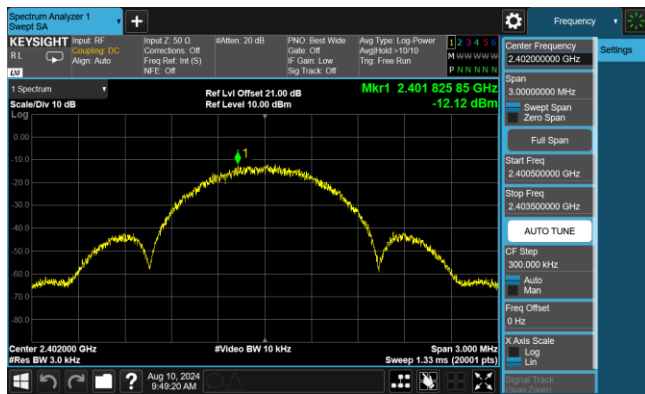 Spectrum Analyzer 1
Swept SA
Frequency
KEYSIGHT
Input: RF
Input Z: 50 Ω
#Atten: 20 dB
PNO: Best Wide
Avg Type: Log-Power
1 2 3 4 5 6
RL
Coupling: DC
Corrections: Off
Gate: Off
Avg|Hold:>10/10
M W W W W W
Align: Auto
Freq Ref: Int (S)
IF Gain: Low
Trig: Free Run
NFE: Off
Sig Track: Off
P N N N N N
LXI
1 Spectrum
Scale/Div 10 dB
Log
Ref Lvl Offset 21.00 dB
Ref Level 10.00 dBm
Mkr1 2.401 825 85 GHz
-12.12 dBm
1
0.00
-10.0
-20.0
-30.0
-40.0
-50.0
-60.0
-70.0
-80.0
Center 2.402000 GHz
#Video BW 10 kHz
Span 3.000 MHz
#Res BW 3.0 kHz
Sweep 1.33 ms (20001 pts)
Center Frequency
2.402000000 GHz
Settings
Span
3.00000000 MHz
Swept Span
Zero Span
Full Span
Start Freq
2.400500000 GHz
Stop Freq
2.403500000 GHz
AUTO TUNE
CF Step
300.000 kHz
Auto
Man
Freq Offset
0 Hz
X Axis Scale
Log
Lin
Signal Track
(Span Zoom)
?
Aug 10, 2024
9:49:20 AM